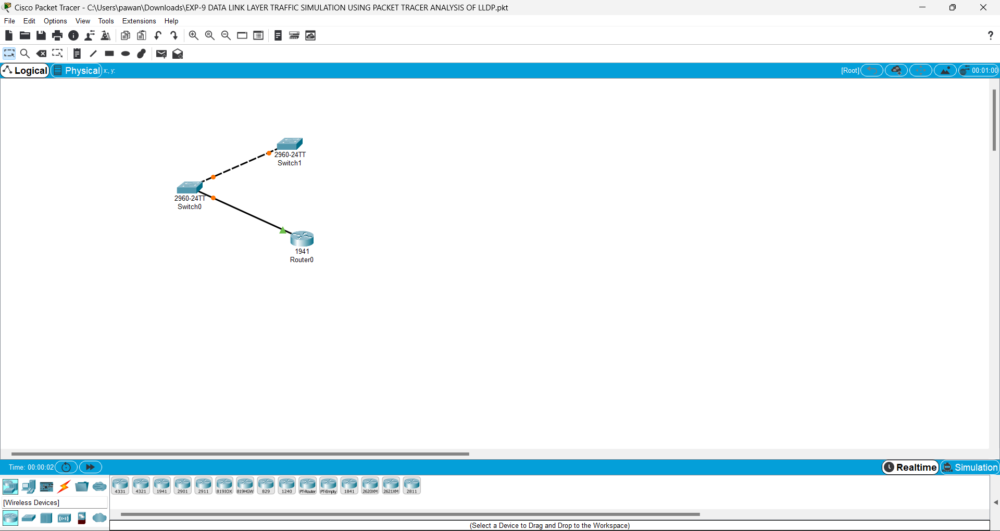 Cisco Packet Tracer - C:\Users\pawan\Downloads\EXP-9 DATA LINK LAYER TRAFFIC SIMULATION USING PACKET TRACER ANALYSIS OF LLDP.pkt
File Edit Options View Tools Extensions Help
?
Logical Physical x:, y: [Root] 00:01:00
2960-24TT
Switch1
2960-24TT
Switch0
1941
Router0
Time: 00:00:02 Realtime Simulation
4331 4321 1941 2901 2911 819IOX 819HGW 829 1240 PT-Router PT-Empty 1841 2620XM 2621XM 2811
[Wireless Devices]
(Select a Device to Drag and Drop to the Workspace)